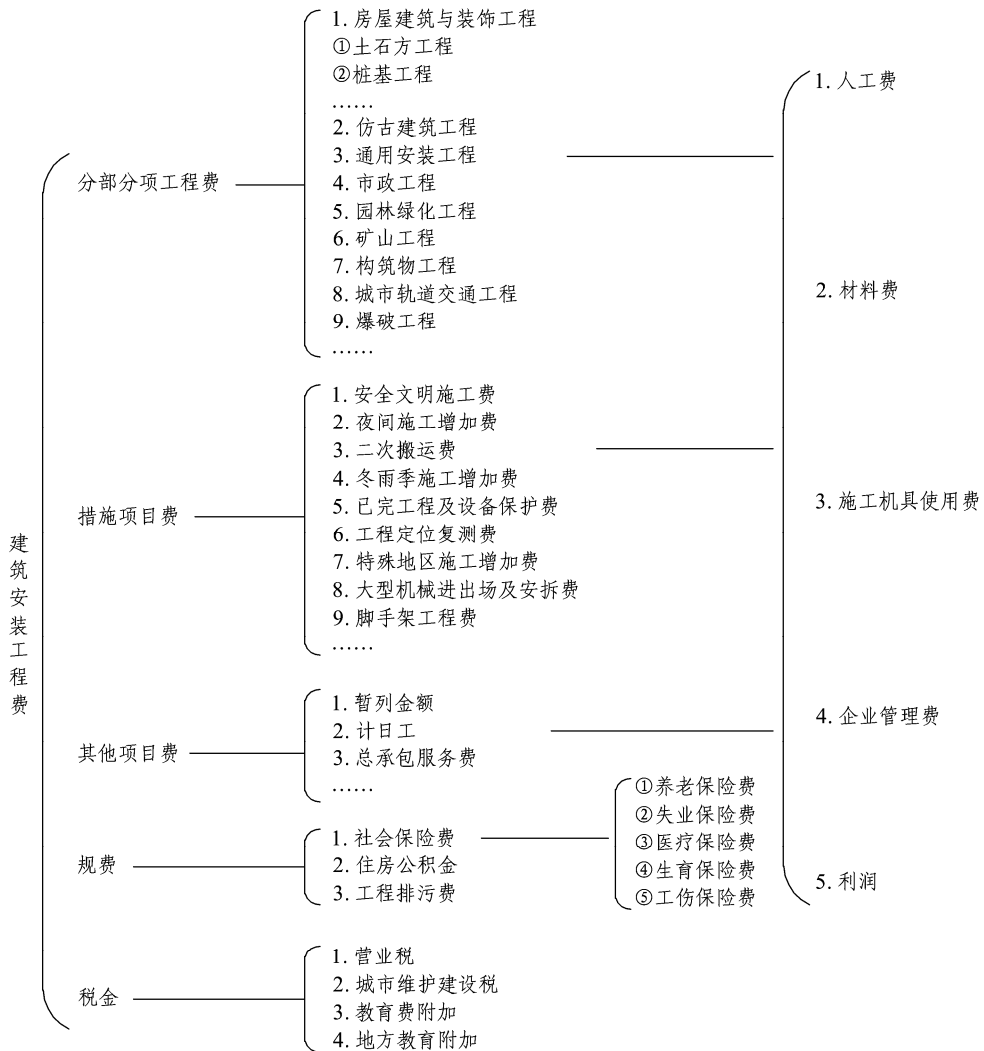 建筑安装工程费
分部分项工程费
1. 房屋建筑与装饰工程
①土石方工程
②桩基工程
……
2. 仿古建筑工程
3. 通用安装工程
4. 市政工程
5. 园林绿化工程
6. 矿山工程
7. 构筑物工程
8. 城市轨道交通工程
9. 爆破工程
……
措施项目费
1. 安全文明施工费
2. 夜间施工增加费
3. 二次搬运费
4. 冬雨季施工增加费
5. 已完工程及设备保护费
6. 工程定位复测费
7. 特殊地区施工增加费
8. 大型机械进出场及安拆费
9. 脚手架工程费
……
其他项目费
1. 暂列金额
2. 计日工
3. 总承包服务费
……
规费
1. 社会保险费
2. 住房公积金
3. 工程排污费
①养老保险费
②失业保险费
③医疗保险费
④生育保险费
⑤工伤保险费
税金
1. 营业税
2. 城市维护建设税
3. 教育费附加
4. 地方教育附加
1. 人工费
2. 材料费
3. 施工机具使用费
4. 企业管理费
5. 利润